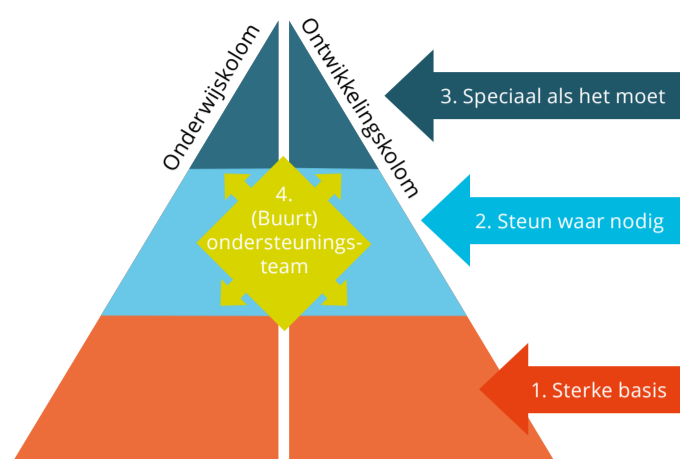 Onderwijskolom
Ontwikkelingskolom
3. Speciaal als het moet
4.
(Buurt)
ondersteunings-
team
2. Steun waar nodig
1. Sterke basis